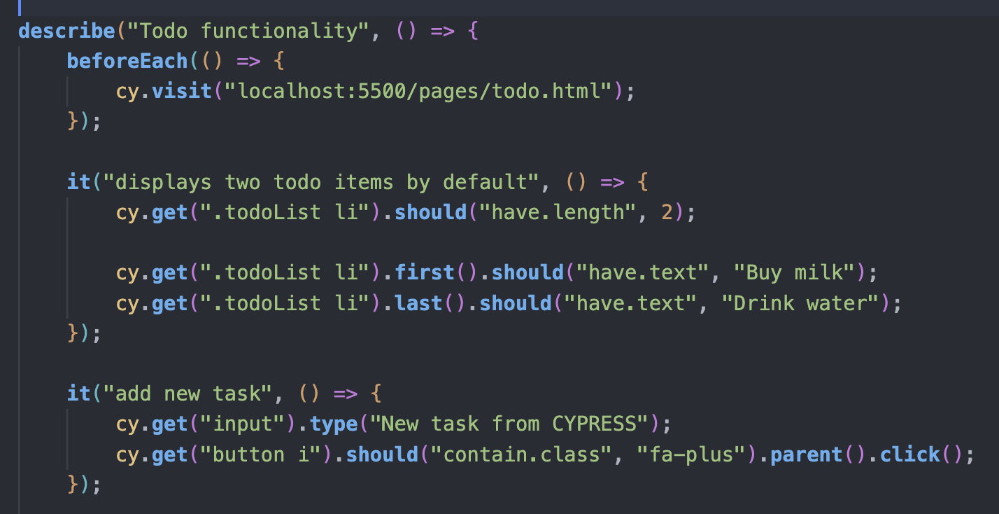 describe("Todo functionality", () => {
    beforeEach(() => {
        cy.visit("localhost:5500/pages/todo.html");
    });

    it("displays two todo items by default", () => {
        cy.get(".todoList li").should("have.length", 2);

        cy.get(".todoList li").first().should("have.text", "Buy milk");
        cy.get(".todoList li").last().should("have.text", "Drink water");
    });

    it("add new task", () => {
        cy.get("input").type("New task from CYPRESS");
        cy.get("button i").should("contain.class", "fa-plus").parent().click();
    });